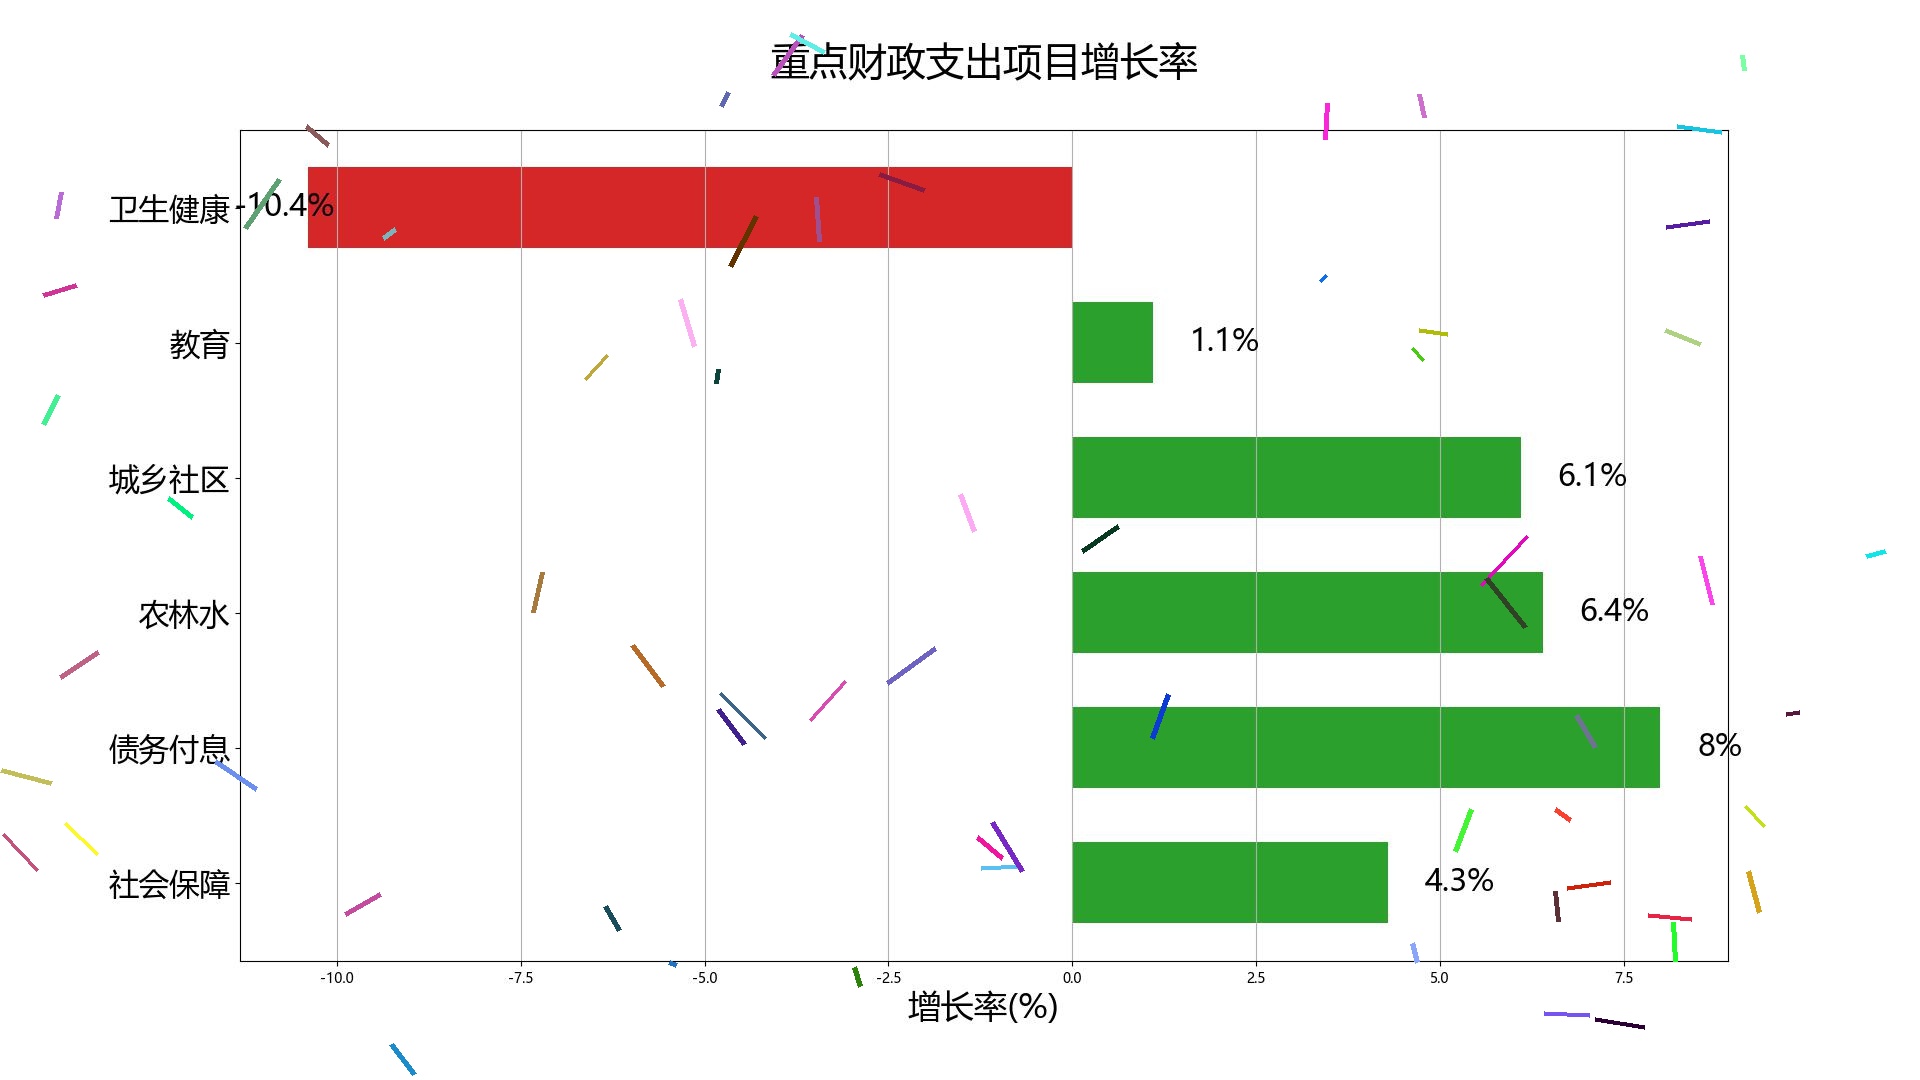 重点财政支出项目增长率
卫生健康 -10.4%
教育 1.1%
城乡社区 6.1%
农林水 6.4%
债务付息 8%
社会保障 4.3%
-10.0 -7.5 -5.0 -2.5 0.0 2.5 5.0 7.5
增长率(%)